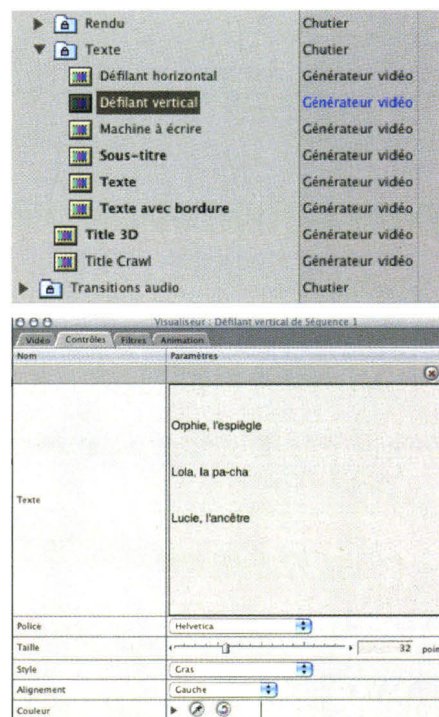 Rendu Chutier
Texte Chutier
Défilant horizontal Générateur vidéo
Défilant vertical Générateur vidéo
Machine à écrire Générateur vidéo
Sous-titre Générateur vidéo
Texte Générateur vidéo
Texte avec bordure Générateur vidéo
Title 3D Générateur vidéo
Title Crawl Générateur vidéo
Transitions audio Chutier
Visualiseur : Défilant vertical de Séquence 1
Vidéo Contrôles Filtres Animation
Nom Paramètres
Orphie, l'espiègle
Lola, la pa-cha
Texte
Lucie, l'ancêtre
Police Helvetica
Taille 32 poin
Style Gras
Alignement Gauche
Couleur